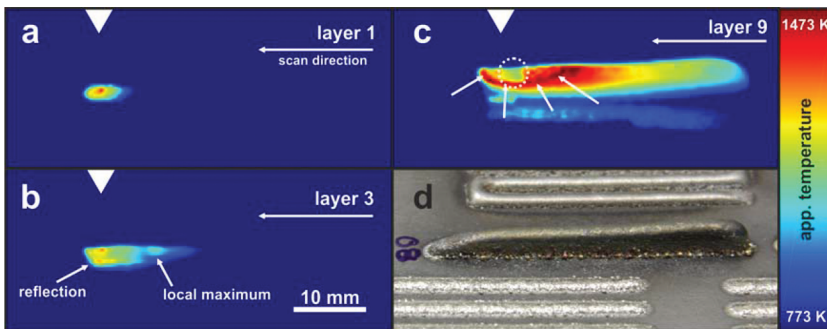 a
layer 1
scan direction
b
layer 3
reflection
local maximum
10 mm
c
layer 9
d
1473 K
app. temperature
773 K